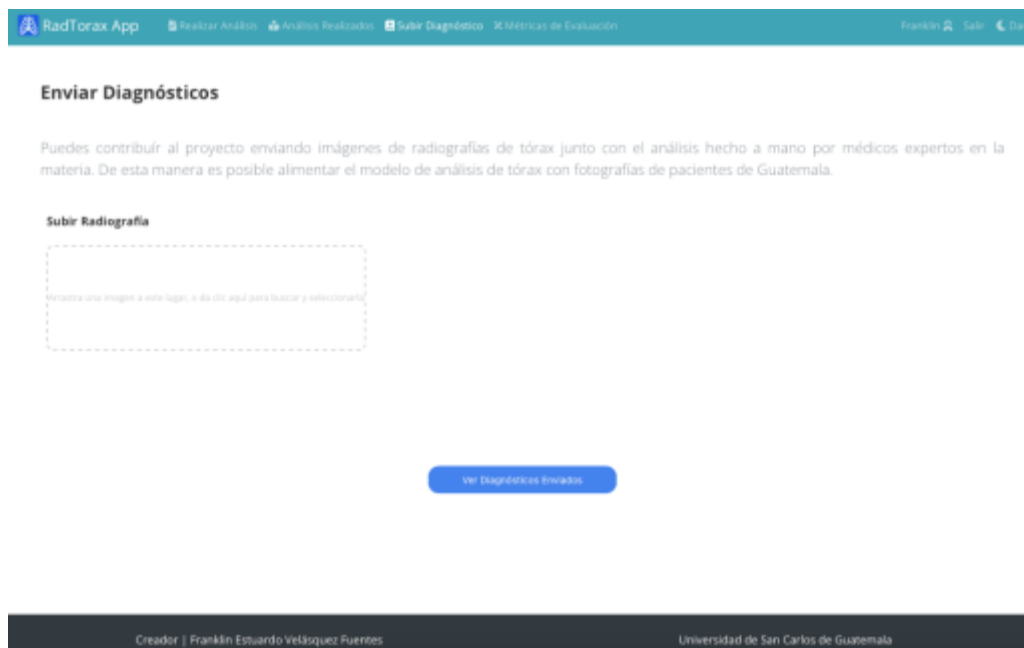 RadTorax App Realizar Análisis Análisis Realizados Subir Diagnóstico Métricas de Evaluación Franklin Salir
Enviar Diagnósticos
Puedes contribuír al proyecto enviando imágenes de radiografías de tórax junto con el análisis hecho a mano por médicos expertos en la
materia. De esta manera es posible alimentar el modelo de análisis de tórax con fotografías de pacientes de Guatemala.
Subir Radiografía
Arrastra una imagen a este lugar, o da clic aquí para buscar y seleccionarla
Ver Diagnósticos Enviados
Creador | Franklin Estuardo Velásquez Fuentes Universidad de San Carlos de Guatemala